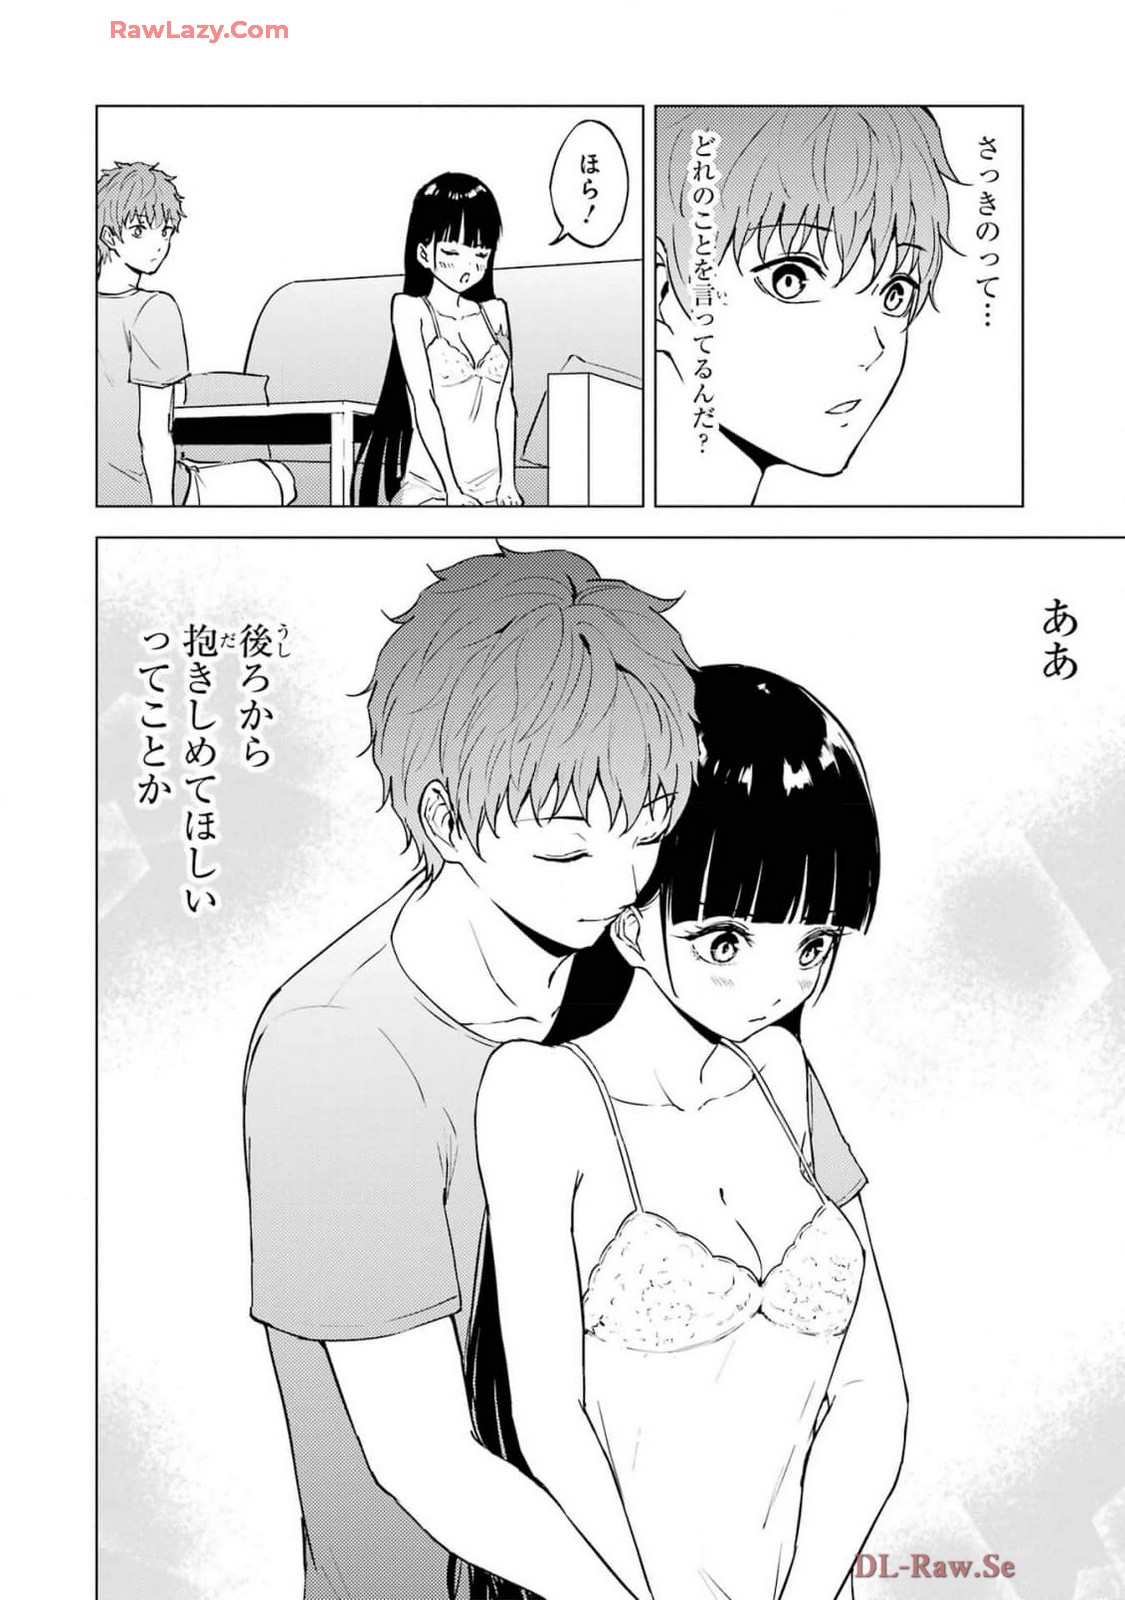 RawLazy.Com
さっきのって…
どれのことを言ってるんだ?
ほら!
ああ
後ろから
抱きしめてほしい
ってことか
DL-Raw.Se